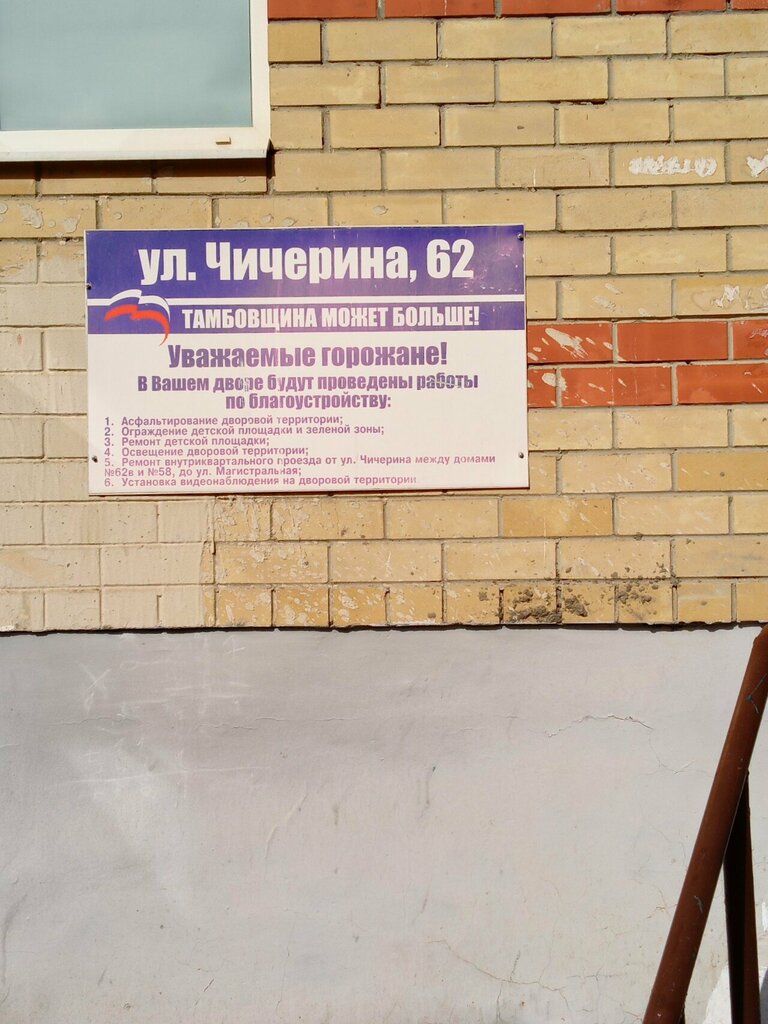 ул. Чичерина, 62
ТАМБОВЩИНА МОЖЕТ БОЛЬШЕ!
Уважаемые горожане!
В Вашем дворе будут проведены работы
по благоустройству:
1. Асфальтирование дворовой территории;
2. Ограждение детской площадки и зеленой зоны;
3. Ремонт детской площадки;
4. Освещение дворовой территории;
5. Ремонт внутриквартального проезда от ул. Чичерина между домами
№62в и №58, до ул. Магистральная;
6. Установка видеонаблюдения на дворовой территории